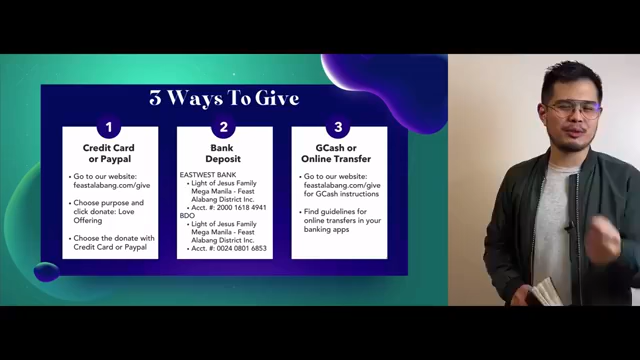 3 Ways To Give
1
Credit Card
or Paypal
Go to our website:
feastalabang.com/give
Choose purpose and
click donate: Love
Offering
Choose the donate with
Credit Card or Paypal
2
Bank
Deposit
EASTWEST BANK
Light of Jesus Family
Mega Manila - Feast
Alabang District Inc.
Acct. #: 2000 1618 4941
BDO
Light of Jesus Family
Mega Manila - Feast
Alabang District Inc.
Acct. #: 0024 0801 6853
3
GCash or
Online Transfer
Go to our website:
feastalabang.com/give
for GCash instructions
Find guidelines for
online transfers in your
banking apps